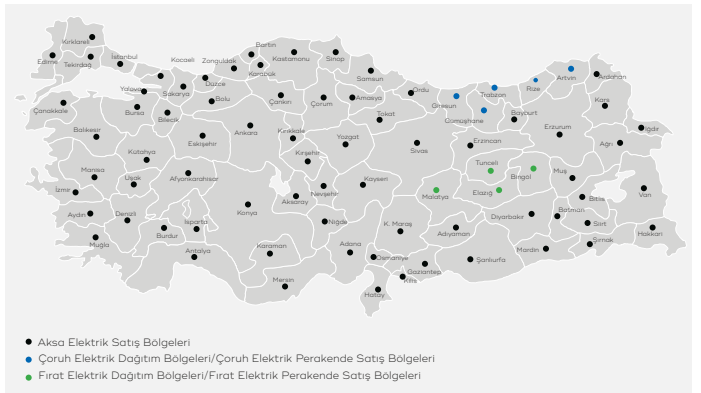 Kırklareli
Edirne
Tekirdağ
İstanbul
Kocaeli
Zonguldak
Bartın
Karabük
Kastamonu
Sinop
Samsun
Ordu
Giresun
Trabzon
Rize
Artvin
Ardahan
Yalova
Sakarya
Düzce
Bolu
Çankırı
Çorum
Amasya
Tokat
Gümüşhane
Bayburt
Kars
Iğdır
Çanakkale
Bursa
Bilecik
Balıkesir
Eskişehir
Ankara
Kırıkkale
Yozgat
Sivas
Erzincan
Erzurum
Ağrı
Kütahya
Kırşehir
Tunceli
Bingöl
Muş
Manisa
Uşak
Afyonkarahisar
Kayseri
Nevşehir
Aksaray
Malatya
Elazığ
Bitlis
Van
İzmir
Aydın
Denizli
Isparta
Burdur
Konya
Niğde
K. Maraş
Adıyaman
Diyarbakır
Batman
Siirt
Şırnak
Hakkari
Muğla
Antalya
Karaman
Mersin
Adana
Osmaniye
Gaziantep
Kilis
Hatay
Şanlıurfa
Mardin
Aksa Elektrik Satış Bölgeleri
Çoruh Elektrik Dağıtım Bölgeleri/Çoruh Elektrik Perakende Satış Bölgeleri
Fırat Elektrik Dağıtım Bölgeleri/Fırat Elektrik Perakende Satış Bölgeleri